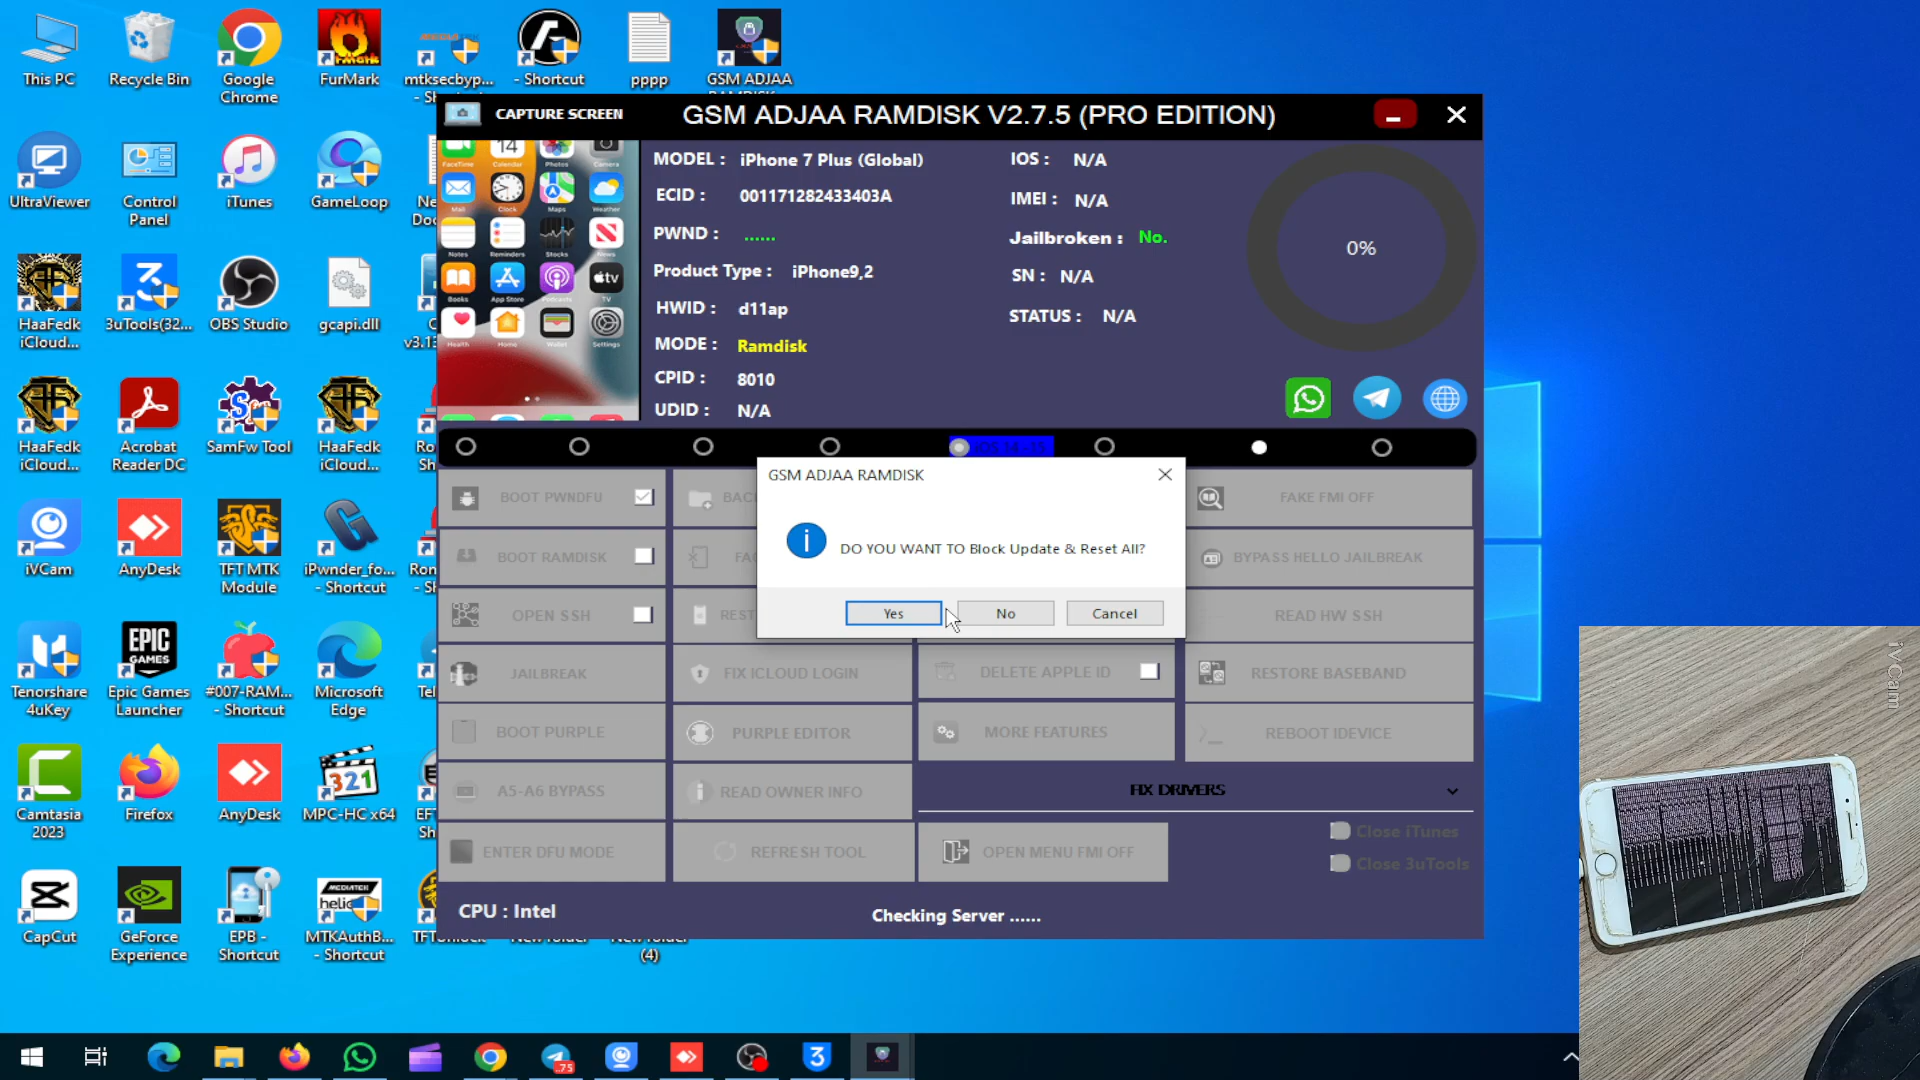 This PC
Recycle Bin
Google Chrome
FurMark
mtksecbyp...
- Shortcut
pppp
GSM ADJAA
UltraViewer
Control Panel
iTunes
GameLoop
HaaFedk iCloud...
3uTools(32...
OBS Studio
gcapi.dll
HaaFedk iCloud...
Acrobat Reader DC
SamFw Tool
HaaFedk iCloud...
iVCam
AnyDesk
TFT MTK Module
iPwnder_fo...
- Shortcut
Tenorshare 4uKey
Epic Games Launcher
#007-RAM...
- Shortcut
Microsoft Edge
Camtasia 2023
Firefox
AnyDesk
MPC-HC x64
CapCut
GeForce Experience
EPB - Shortcut
MTKAuthB...
- Shortcut
(4)
CAPTURE SCREEN
GSM ADJAA RAMDISK V2.7.5 (PRO EDITION)
MODEL : iPhone 7 Plus (Global)
ECID : 001171282433403A
PWND : ......
Product Type : iPhone9,2
HWID : d11ap
MODE : Ramdisk
CPID : 8010
UDID : N/A
IOS : N/A
IMEI : N/A
Jailbroken : No.
SN : N/A
STATUS : N/A
0%
GSM ADJAA RAMDISK
DO YOU WANT TO Block Update & Reset All?
Yes
No
Cancel
BOOT PWNDFU
FAKE FMI OFF
BOOT RAMDISK
BYPASS HELLO JAILBREAK
OPEN SSH
READ HW SSH
JAILBREAK
FIX ICLOUD LOGIN
DELETE APPLE ID
RESTORE BASEBAND
BOOT PURPLE
PURPLE EDITOR
MORE FEATURES
REBOOT IDEVICE
A5-A6 BYPASS
READ OWNER INFO
FIX DRIVERS
ENTER DFU MODE
REFRESH TOOL
OPEN MENU FMI OFF
Close iTunes
Close 3uTools
CPU : Intel
Checking Server ......
iVCam
75